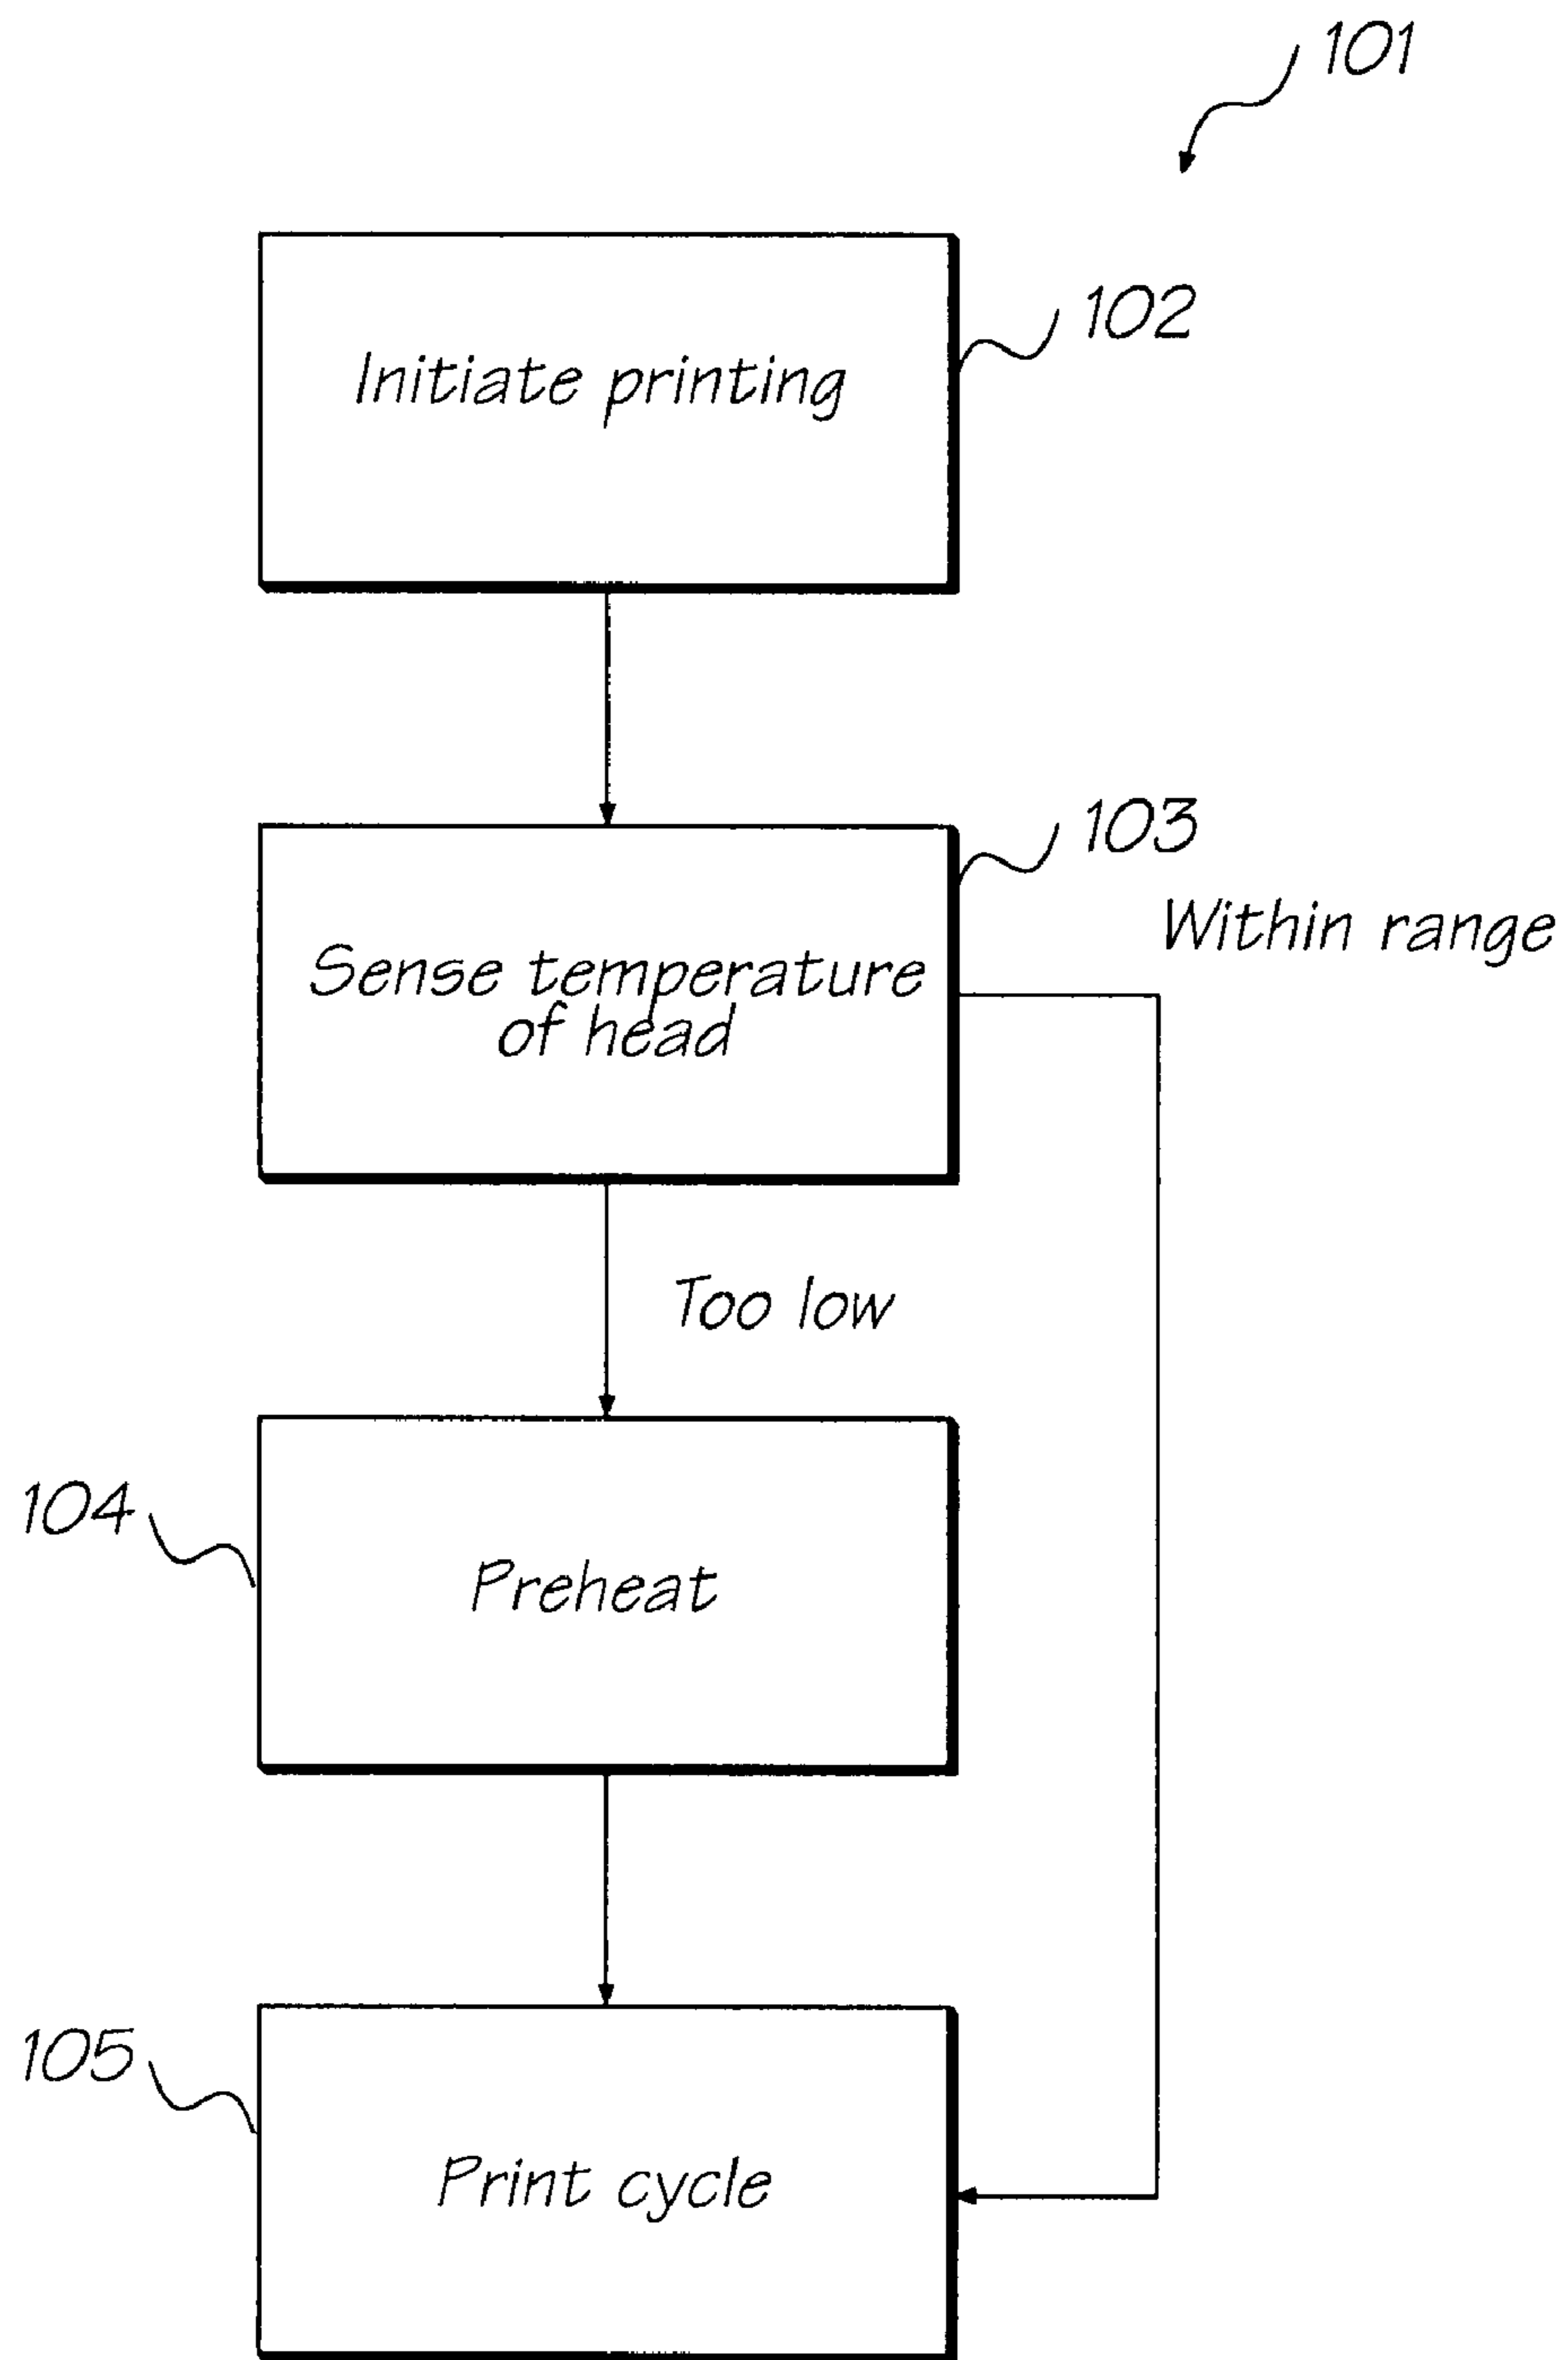 101
Initiate printing
102
103
Within range
Sense temperature
of head
Too low
104
Preheat
105
Print cycle